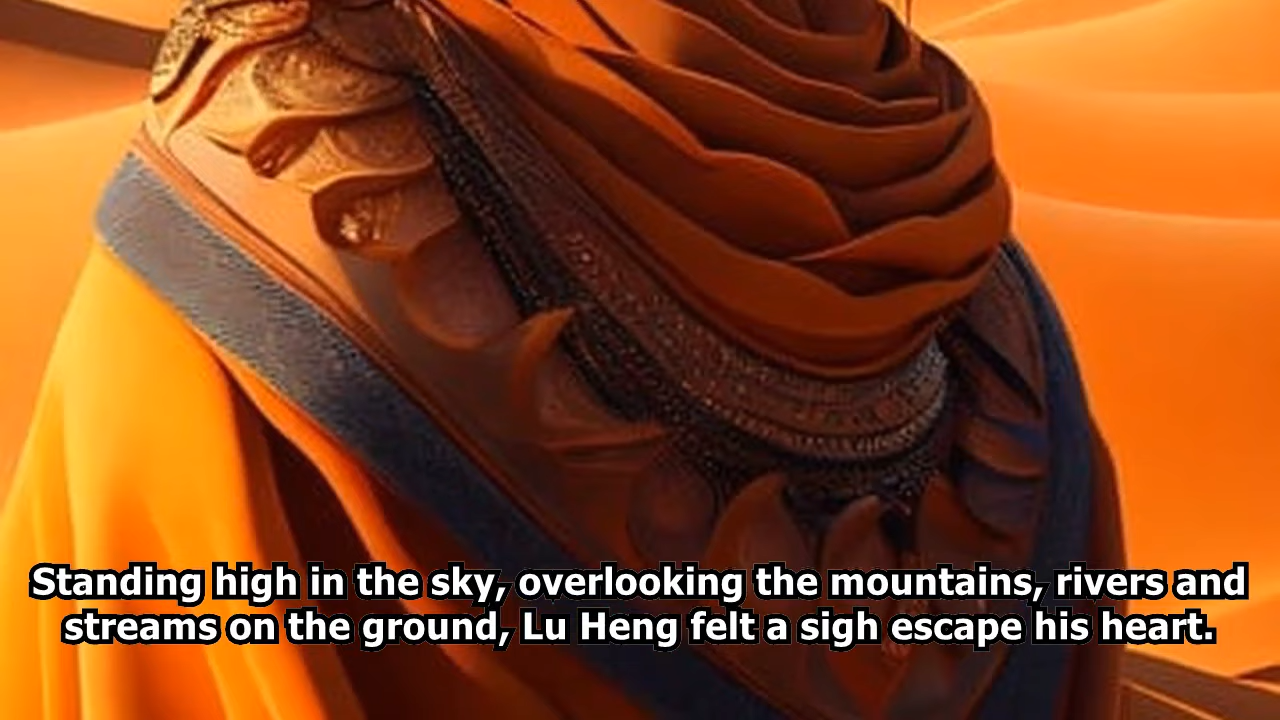 Standing high in the sky, overlooking the mountains, rivers and
streams on the ground, Lu Heng felt a sigh escape his heart.